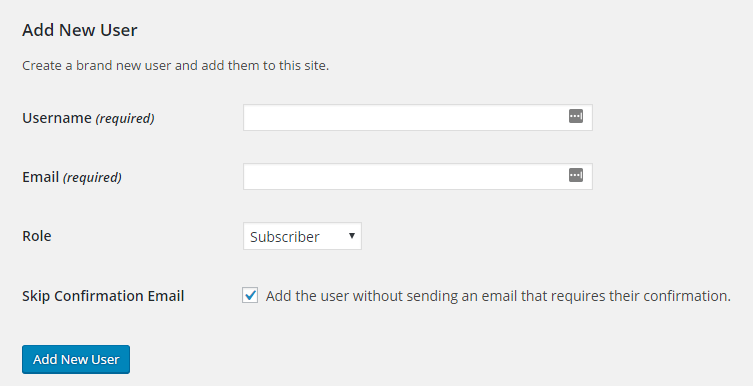 Add New User
Create a brand new user and add them to this site.
Username (required)
Email (required)
Role Subscriber
Skip Confirmation Email Add the user without sending an email that requires their confirmation.
Add New User